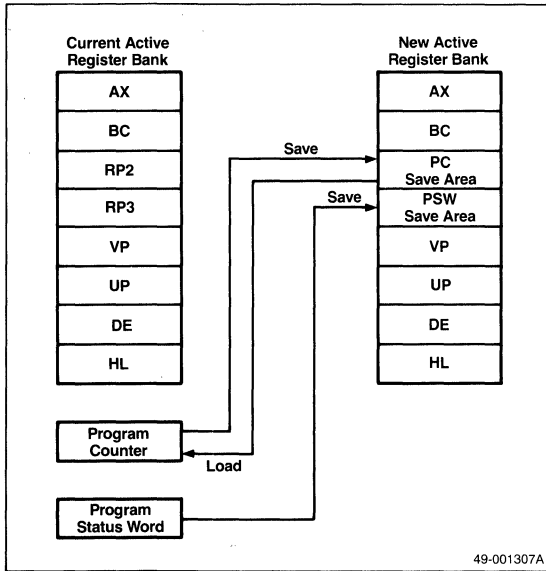 Current Active
Register Bank
AX
BC
RP2
RP3
VP
UP
DE
HL
Program
Counter
Program
Status Word
Save
Save
Load
New Active
Register Bank
AX
BC
PC
Save Area
PSW
Save Area
VP
UP
DE
HL
49-001307A